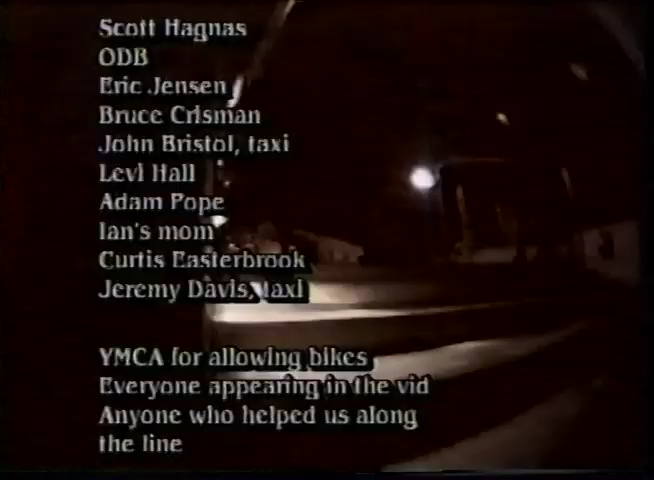 Scott Hagnas
ODB
Eric Jensen
Bruce Crisman
John Bristol, taxi
Levi Hall
Adam Pope
Ian's mom
Curtis Easterbrook
Jeremy Davis, taxi
YMCA for allowing bikes
Everyone appearing in the vid
Anyone who helped us along
the line